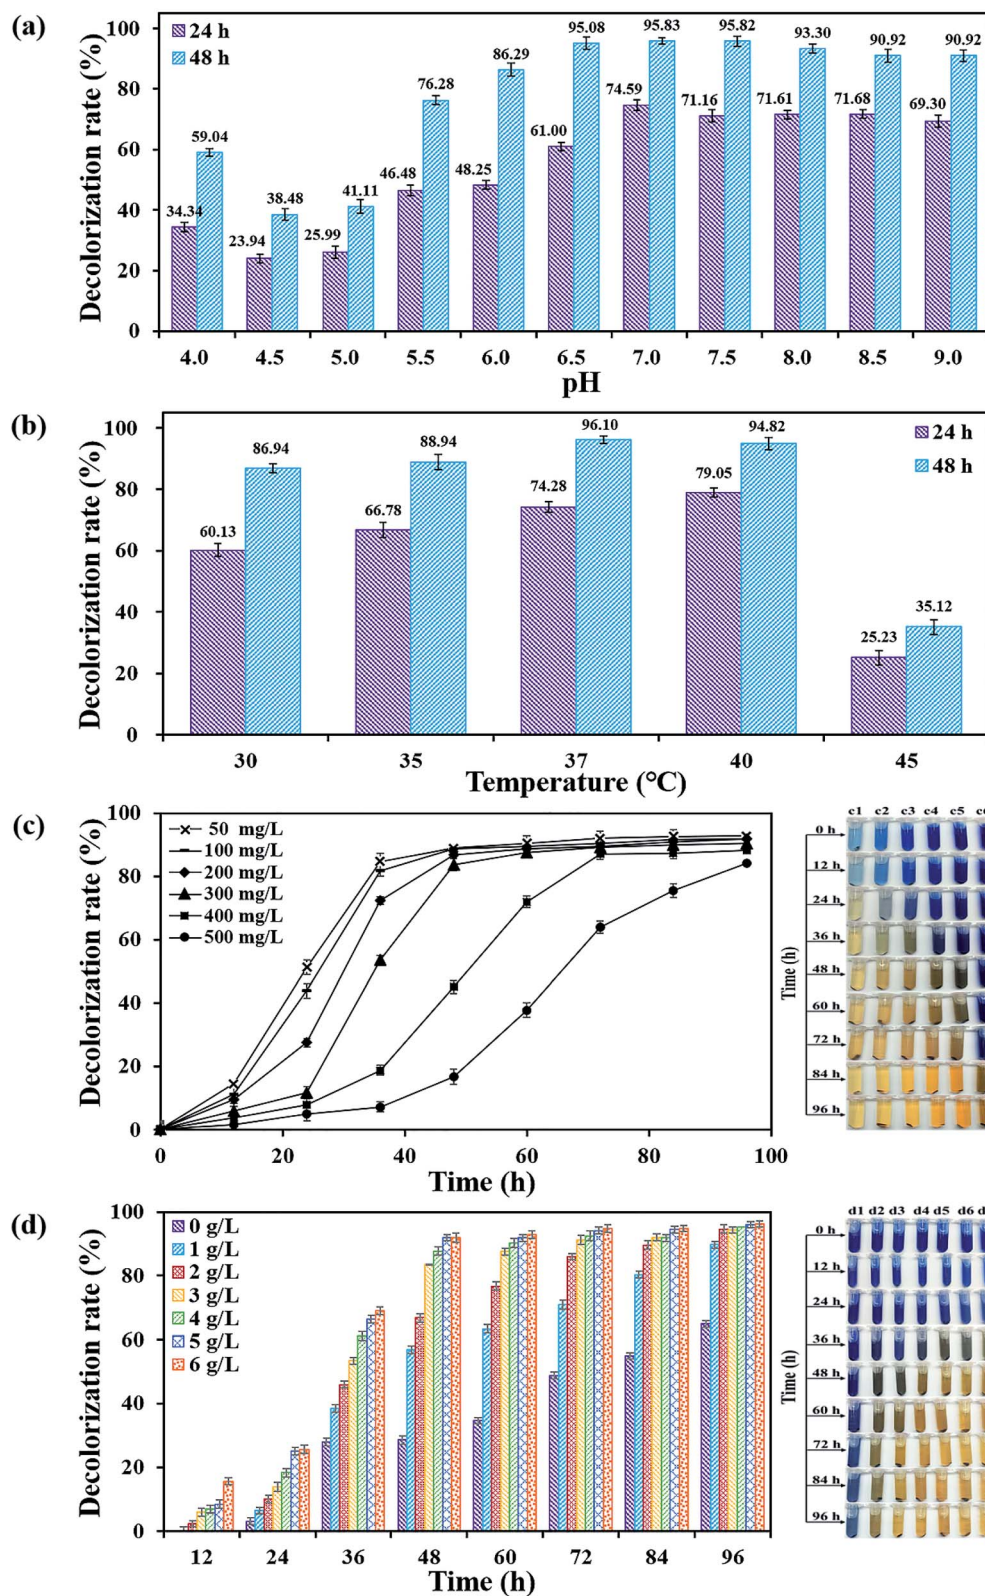 (a)
24 h
48 h
Decolorization rate (%)
100
80
60
40
20
0
34.34
59.04
23.94
38.48
25.99
41.11
46.48
76.28
48.25
86.29
61.00
95.08
74.59
95.83
71.16
95.82
71.61
93.30
71.68
90.92
69.30
90.92
4.0
4.5
5.0
5.5
6.0
6.5
7.0
7.5
8.0
8.5
9.0
pH
(b)
24 h
48 h
Decolorization rate (%)
100
80
60
40
20
0
60.13
86.94
66.78
88.94
74.28
96.10
79.05
94.82
25.23
35.12
30
35
37
40
45
Temperature (°C)
(c)
50 mg/L
100 mg/L
200 mg/L
300 mg/L
400 mg/L
500 mg/L
Decolorization rate (%)
100
80
60
40
20
0
0
20
40
60
80
100
Time (h)
c1 c2 c3 c4 c5
Time (h)
0 h
12 h
24 h
36 h
48 h
60 h
72 h
84 h
96 h
(d)
0 g/L
1 g/L
2 g/L
3 g/L
4 g/L
5 g/L
6 g/L
Decolorization rate (%)
100
80
60
40
20
0
12
24
36
48
60
72
84
96
Time (h)
d1 d2 d3 d4 d5 d6
Time (h)
0 h
12 h
24 h
36 h
48 h
60 h
72 h
84 h
96 h